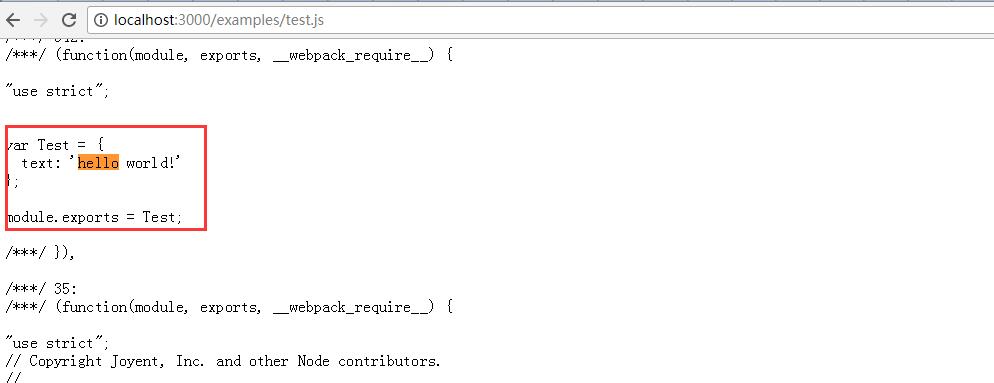 localhost:3000/examples/test.js
/***/ (function(module, exports, __webpack_require__) {
"use strict";
var Test = {
text: 'hello world!'
};
module.exports = Test;
/***/ }),
/***/ 35:
/***/ (function(module, exports, __webpack_require__) {
"use strict";
// Copyright Joyent, Inc. and other Node contributors.
//